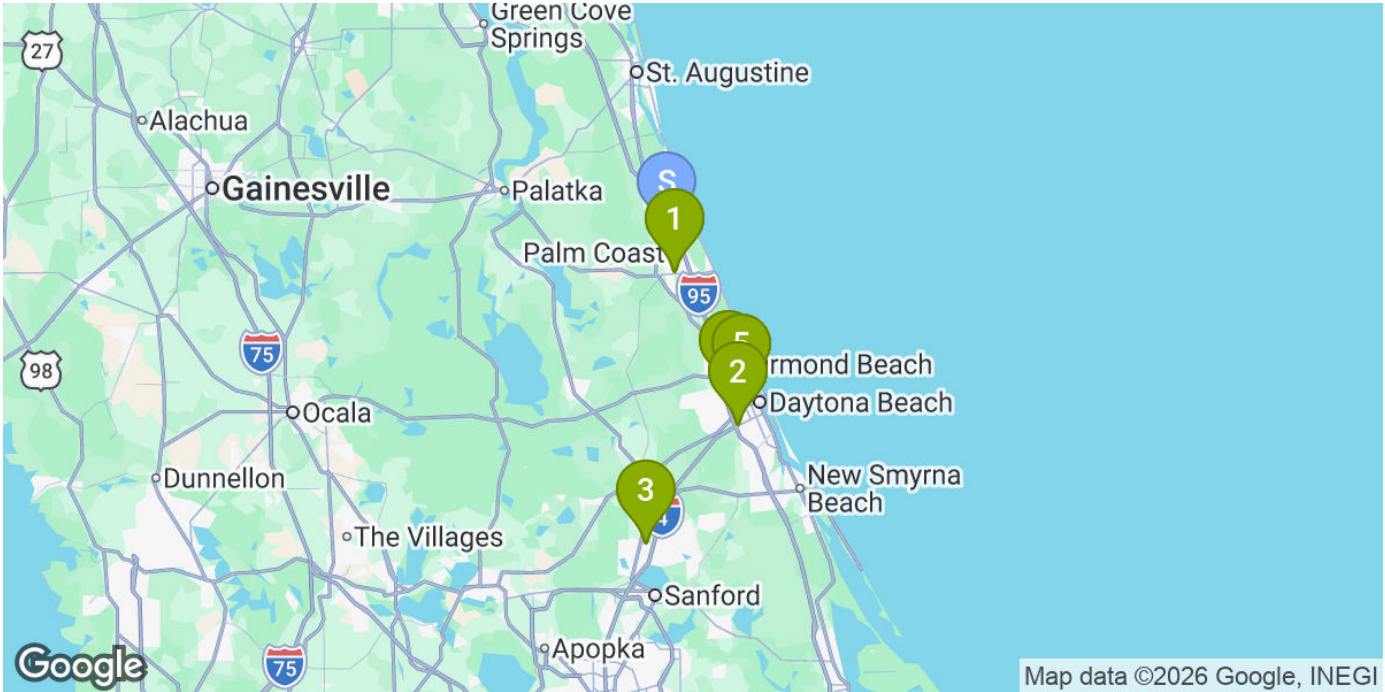 Green Cove
Springs
27
St. Augustine
Alachua
S
Gainesville
Palatka
1
Palm Coast
95
5
75
rmond Beach
98
2
Daytona Beach
Ocala
New Smyrna
Beach
Dunnellon
3
4
The Villages
Sanford
Apopka
75
Google
Map data ©2026 Google, INEGI